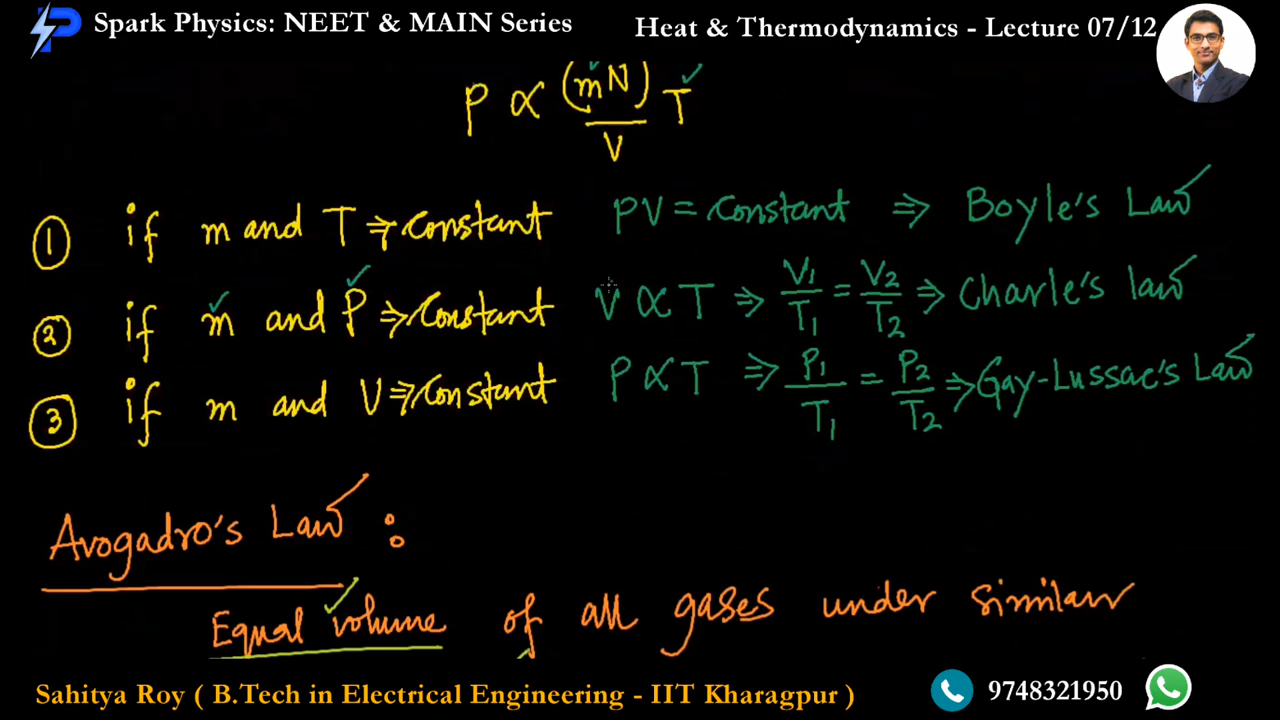 Spark Physics: NEET & MAIN Series
Heat & Thermodynamics - Lecture 07/12
P ∝ (mN)/V T
① if m and T ⇒ Constant PV = Constant ⇒ Boyle's Law
② if m and P ⇒ Constant V ∝ T ⇒ V₁/T₁ = V₂/T₂ ⇒ Charle's law
③ if m and V ⇒ Constant P ∝ T ⇒ P₁/T₁ = P₂/T₂ ⇒ Gay-Lussac's Law
Avogadro's Law :
Equal volume of all gases under similar
Sahitya Roy ( B.Tech in Electrical Engineering - IIT Kharagpur )
9748321950